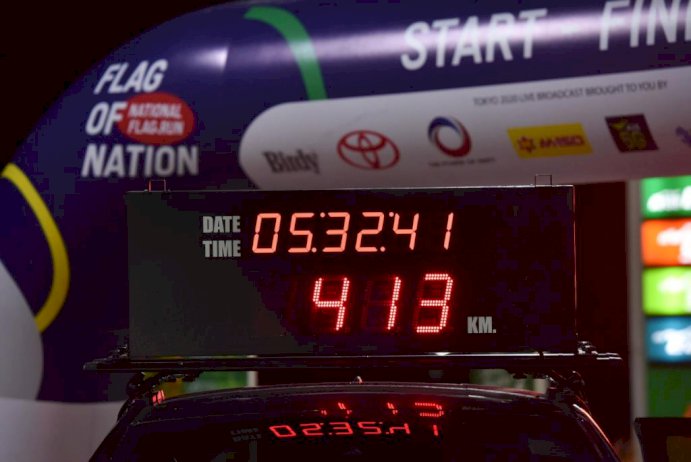 START - FIN
TOKYO 2020 LIVE BROADCAST BROUGHT TO YOU BY
FLAG
OF
NATIONAL
FLAG.RUN
NATION
DATE
TIME
05:32:41
413 KM.